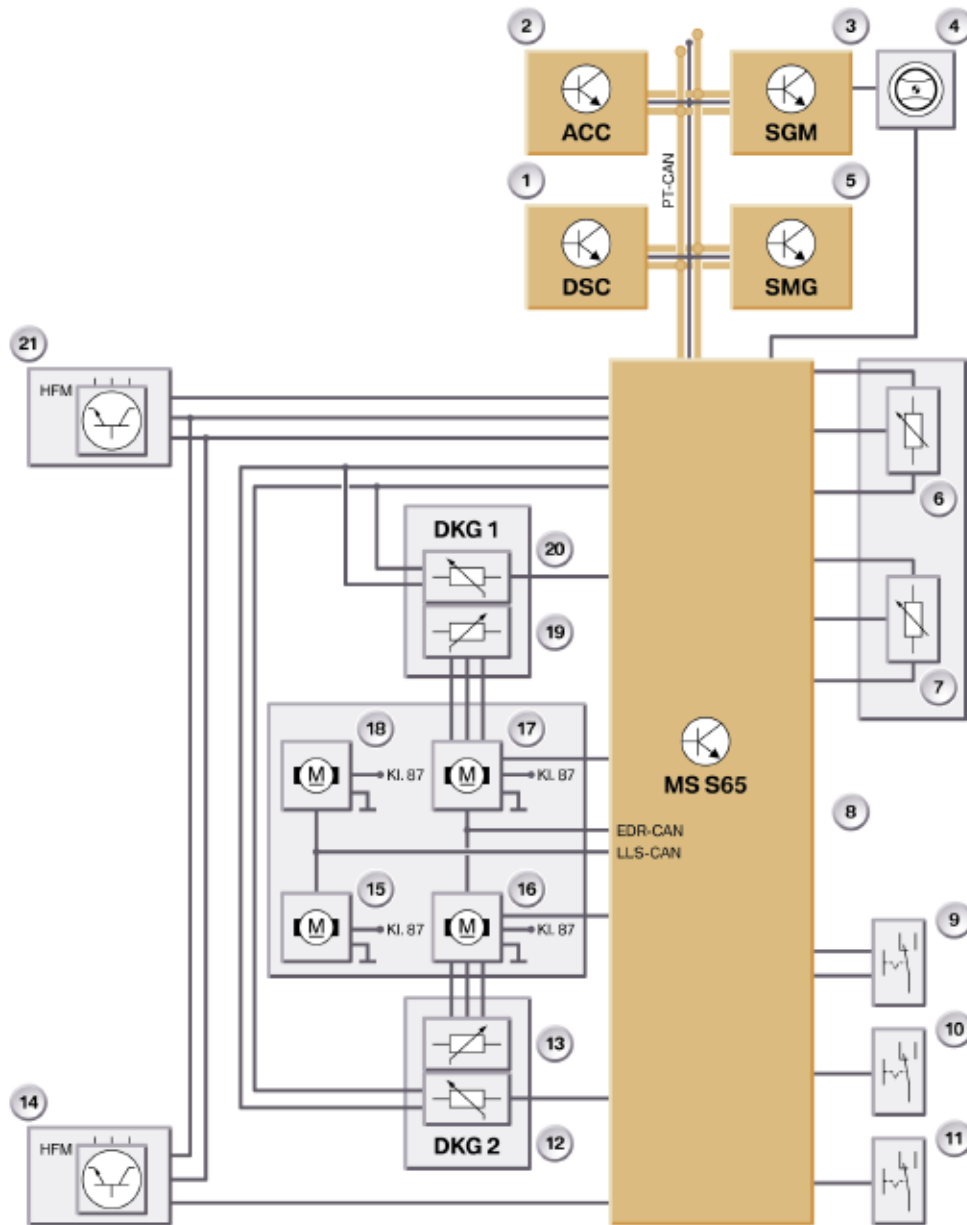 2
3
4
ACC
SGM
PT-CAN
1
5
DSC
SMG
21
HFM
6
DKG 1
20
19
7
18
17
Kl. 87
Kl. 87
MS S65
8
EDR-CAN
LLS-CAN
15
16
Kl. 87
Kl. 87
M
M
M
M
9
13
10
14
HFM
12
DKG 2
11